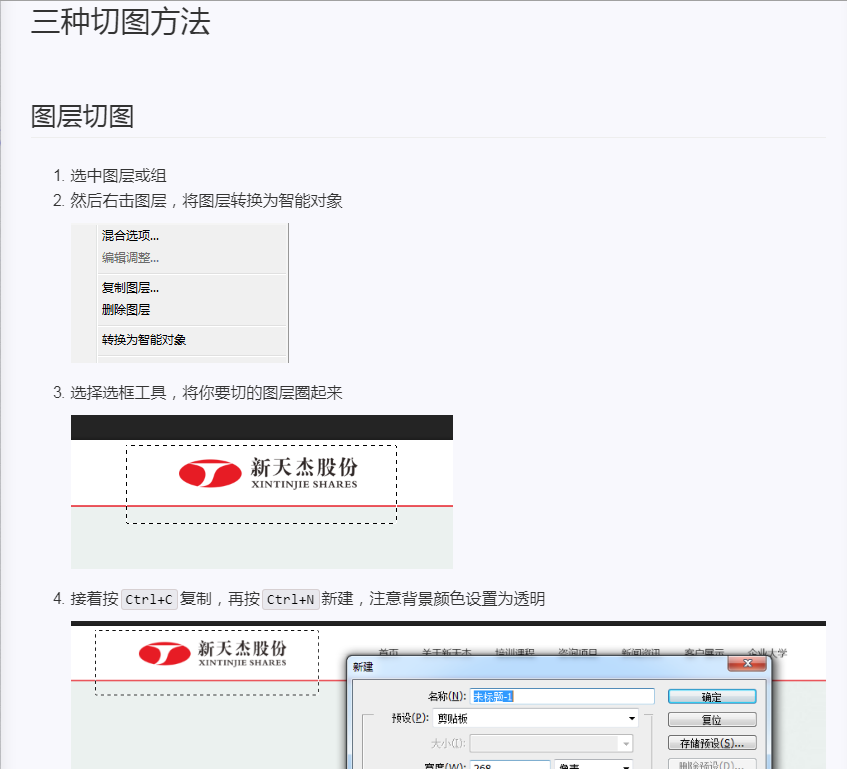 三种切图方法
图层切图
1. 选中图层或组
2. 然后右击图层，将图层转换为智能对象
混合选项...
编辑调整...
复制图层...
删除图层
转换为智能对象
3. 选择选框工具，将你要切的图层圈起来
新天杰股份
XINTINJIE SHARES
4. 接着按 Ctrl+C 复制，再按 Ctrl+N 新建，注意背景颜色设置为透明
新天杰股份
XINTINJIE SHARES
首页 关于新天杰 培训课程 咨询项目 新闻资讯 客户展示 企业大学
新建
名称(N): 未标题-1 确定
预设(P): 剪贴板 复位
大小(I): 存储预设(S)...
宽度(W): 268 像素 删除预设(D)...